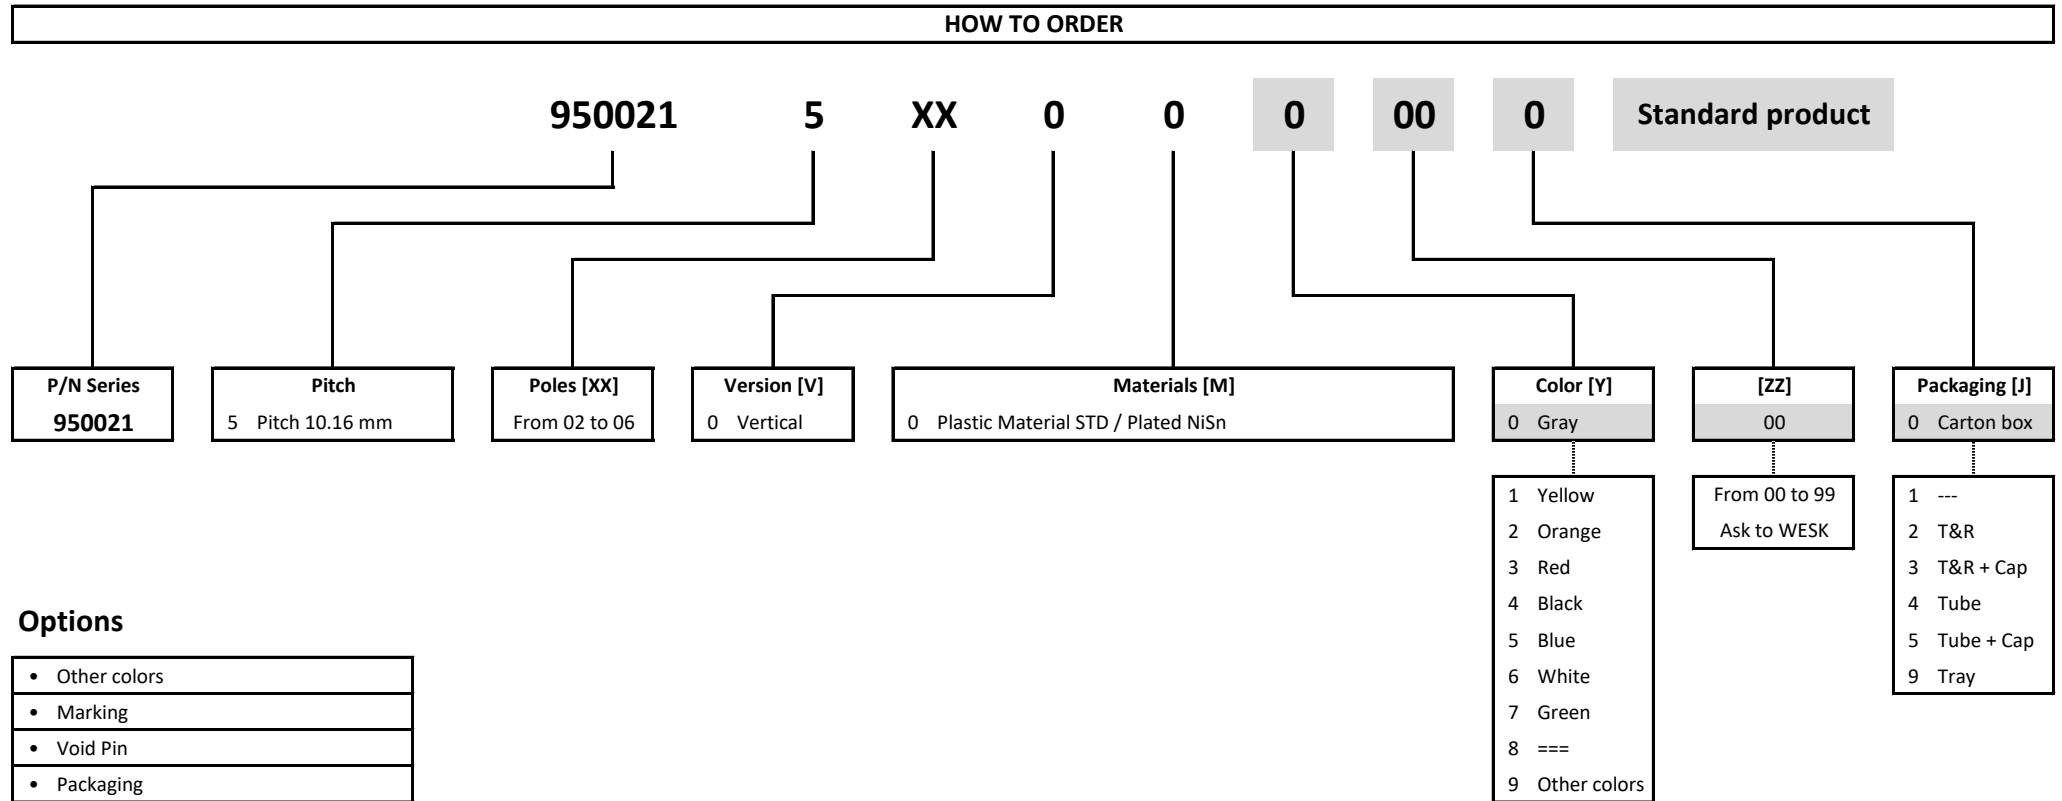 HOW TO ORDER
950021 5 XX 0 0 0 00 0 Standard product
P/N Series Pitch Poles [XX] Version [V] Materials [M] Color [Y] [ZZ] Packaging [J]
950021 5 Pitch 10.16 mm From 02 to 06 0 Vertical 0 Plastic Material STD / Plated NiSn 0 Gray 00 0 Carton box
1 Yellow From 00 to 99 1 ---
2 Orange Ask to WESK 2 T&R
3 Red 3 T&R + Cap
4 Black 4 Tube
Options
5 Blue 5 Tube + Cap
• Other colors 6 White 9 Tray
• Marking 7 Green
• Void Pin 8 ===
• Packaging 9 Other colors